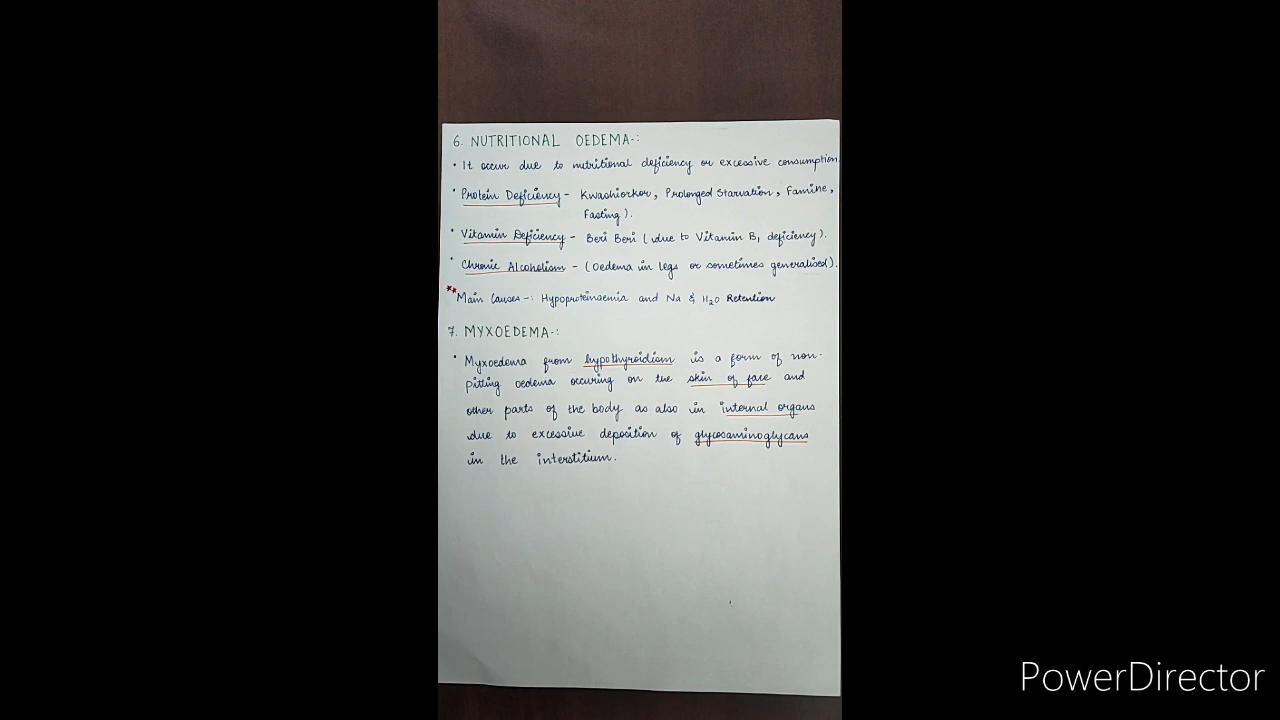 6. NUTRITIONAL OEDEMA-:
• It occur due to nutritional deficiency or excessive consumption
• Protein Deficiency - Kwashiorkor, Prolonged Starvation, Famine,
Fasting).
• Vitamin Deficiency - Beri Beri (due to Vitamin B1 deficiency).
• Chronic Alcoholism - (Oedema in legs or sometimes generalised).
** Main Causes-: Hypoproteinaemia and Na & H2O Retention
7. MYXOEDEMA-:
• Myxoedema from hypothyroidism is a form of non-
pitting oedema occuring on the skin of face and
other parts of the body as also in internal organs
due to excessive deposition of glycosaminoglycans
in the interstitium.
PowerDirector